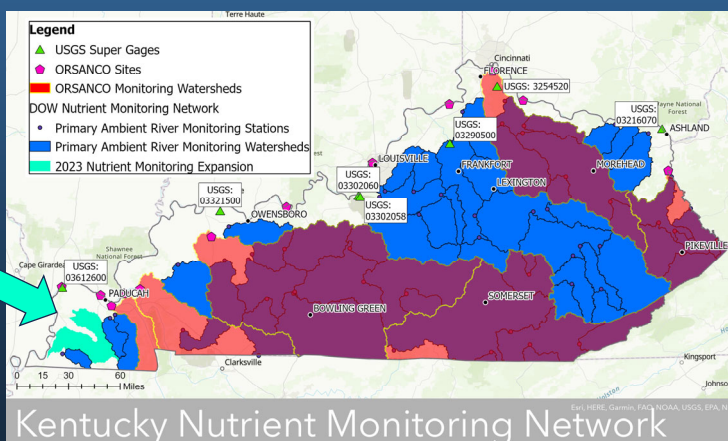 Terre Haute
Legend
USGS Super Gages
ORSANCO Sites
ORSANCO Monitoring Watersheds
DOW Nutrient Monitoring Network
Primary Ambient River Monitoring Stations
Primary Ambient River Monitoring Watersheds
2023 Nutrient Monitoring Expansion
Cincinnati
FLORENCE
USGS: 3254520
USGS:
03216070
Wayne National
Forest
ASHLAND
USGS:
03290500
LOUISVILLE
FRANKFORT
MOREHEAD
LEXINGTON
USGS:
03302060
USGS:
03302058
USGS:
03321500
OWENSBORO
Shawnee
National Forest
Cape Girardeau
USGS:
03612600
PADUCAH
PIKEVILLE
BOWLING GREEN
SOMERSET
Clarksville
Kingsport
Johnson
0 15 30 60
Miles
Esri, HERE, Garmin, FAO, NOAA, USGS, EPA, N
Kentucky Nutrient Monitoring Network